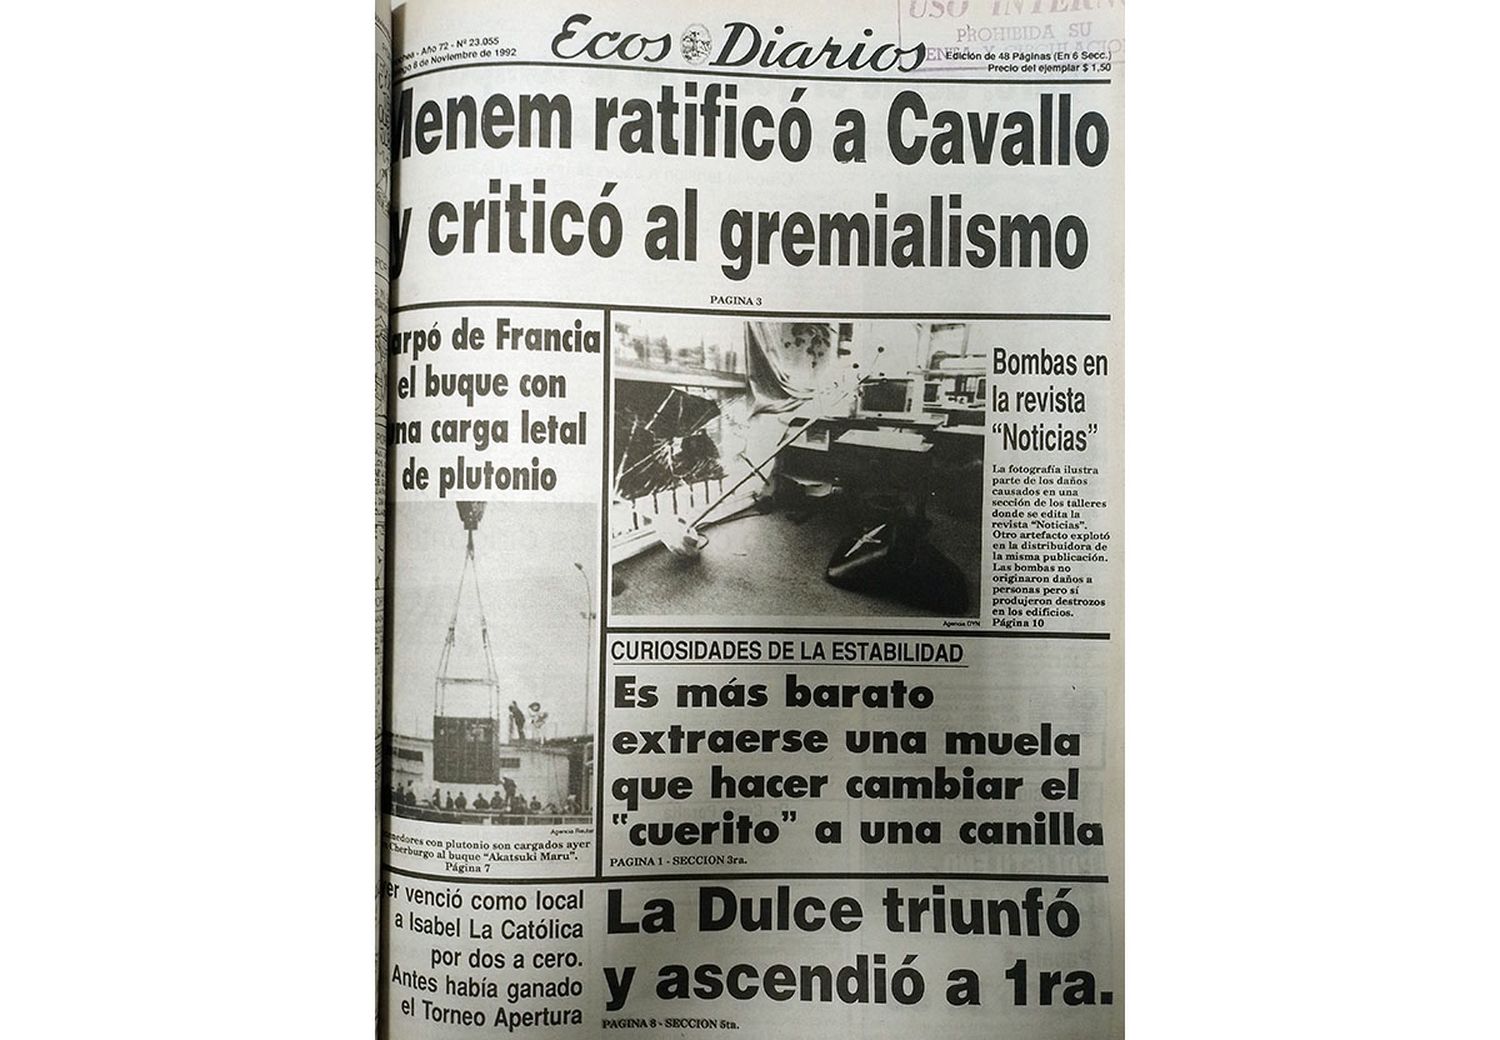 USO INTERNO
PROHIBIDA SU
VENTA Y CIRCULACION
Año 72 - Nº 23.055
8 de Noviembre de 1992
Ecos Diarios
Edición de 48 Páginas (En 6 Secc.)
Precio del ejemplar $ 1,50
Menem ratificó a Cavallo
y criticó al gremialismo
PAGINA 3
arpó de Francia
el buque con
una carga letal
de plutonio
Agencia Reuter
nedores con plutonio son cargados ayer
Cherburgo al buque "Akatsuki Maru".
Página 7
Bombas en
la revista
"Noticias"
La fotografía ilustra
parte de los daños
causados en una
sección de los talleres
donde se edita la
revista "Noticias".
Otro artefacto explotó
en la distribuidora de
la misma publicación.
Las bombas no
originaron daños a
personas pero sí
produjeron destrozos
en los edificios.
Página 10
Agencia DYN
CURIOSIDADES DE LA ESTABILIDAD
Es más barato
extraerse una muela
que hacer cambiar el
"cuerito" a una canilla
PAGINA 1 - SECCION 3ra.
er venció como local
a Isabel La Católica
por dos a cero.
Antes había ganado
el Torneo Apertura
La Dulce triunfó
y ascendió a 1ra.
PAGINA 8 - SECCION 5ta.